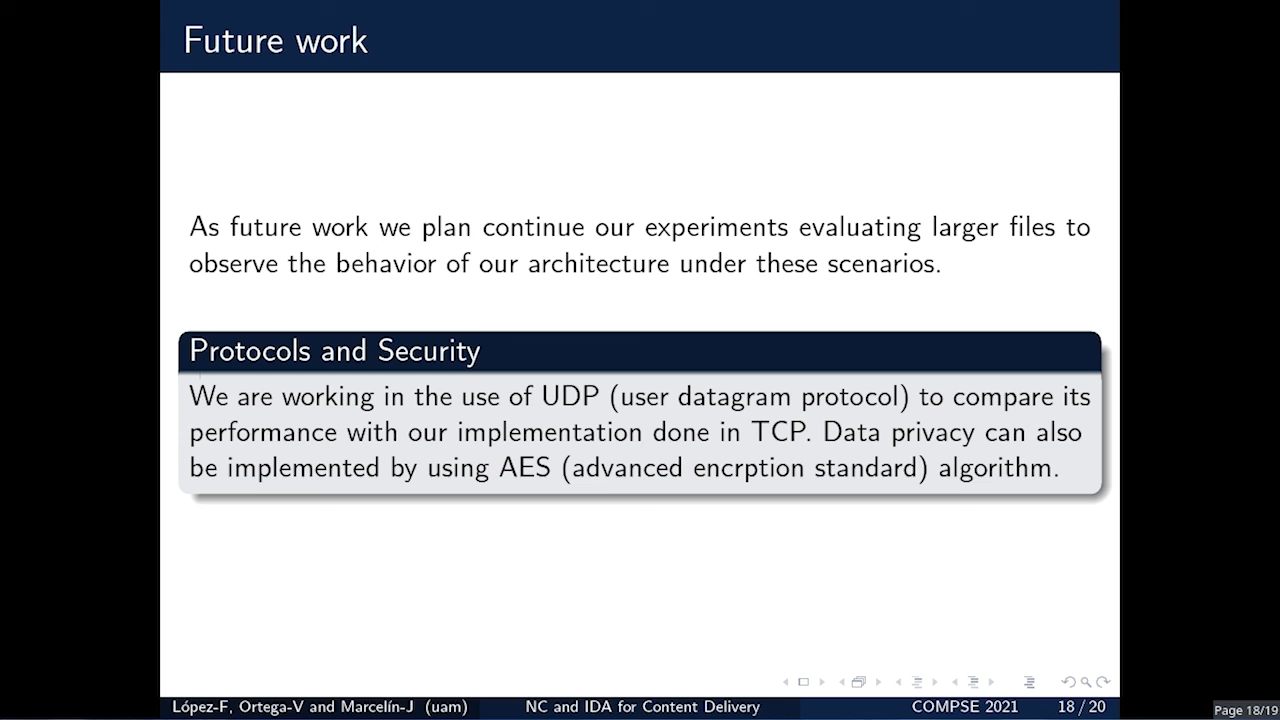 Future work
As future work we plan continue our experiments evaluating larger files to
observe the behavior of our architecture under these scenarios.
Protocols and Security
We are working in the use of UDP (user datagram protocol) to compare its
performance with our implementation done in TCP. Data privacy can also
be implemented by using AES (advanced encrption standard) algorithm.
López-F, Ortega-V and Marcelín-J (uam) NC and IDA for Content Delivery COMPSE 2021 18 / 20
Page 18/19